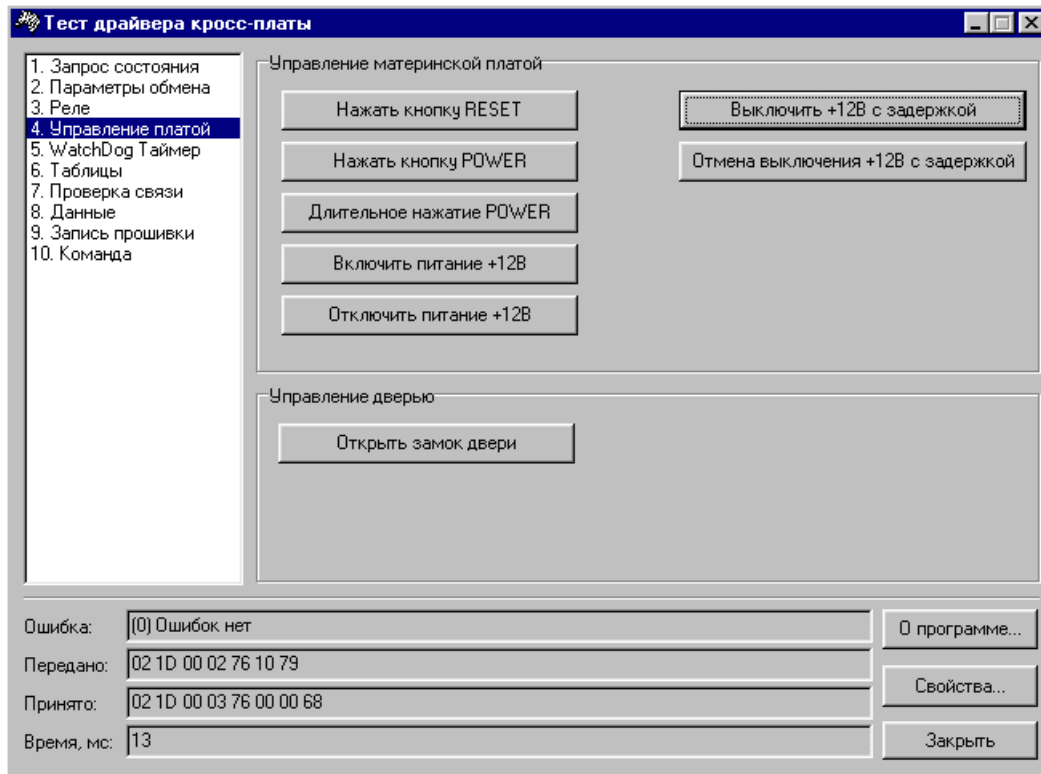 Тест драйвера кросс-платы
1. Запрос состояния
2. Параметры обмена
3. Реле
4. Управление платой
5. WatchDog Таймер
6. Таблицы
7. Проверка связи
8. Данные
9. Запись прошивки
10. Команда
Управление материнской платой
Нажать кнопку RESET
Нажать кнопку POWER
Длительное нажатие POWER
Включить питание +12В
Отключить питание +12В
Выключить +12В с задержкой
Отмена выключения +12В с задержкой
Управление дверью
Открыть замок двери
Ошибка: (0) Ошибок нет
Передано: 02 1D 00 02 76 10 79
Принято: 02 1D 00 03 76 00 00 68
Время, мс: 13
О программе...
Свойства...
Закрыть